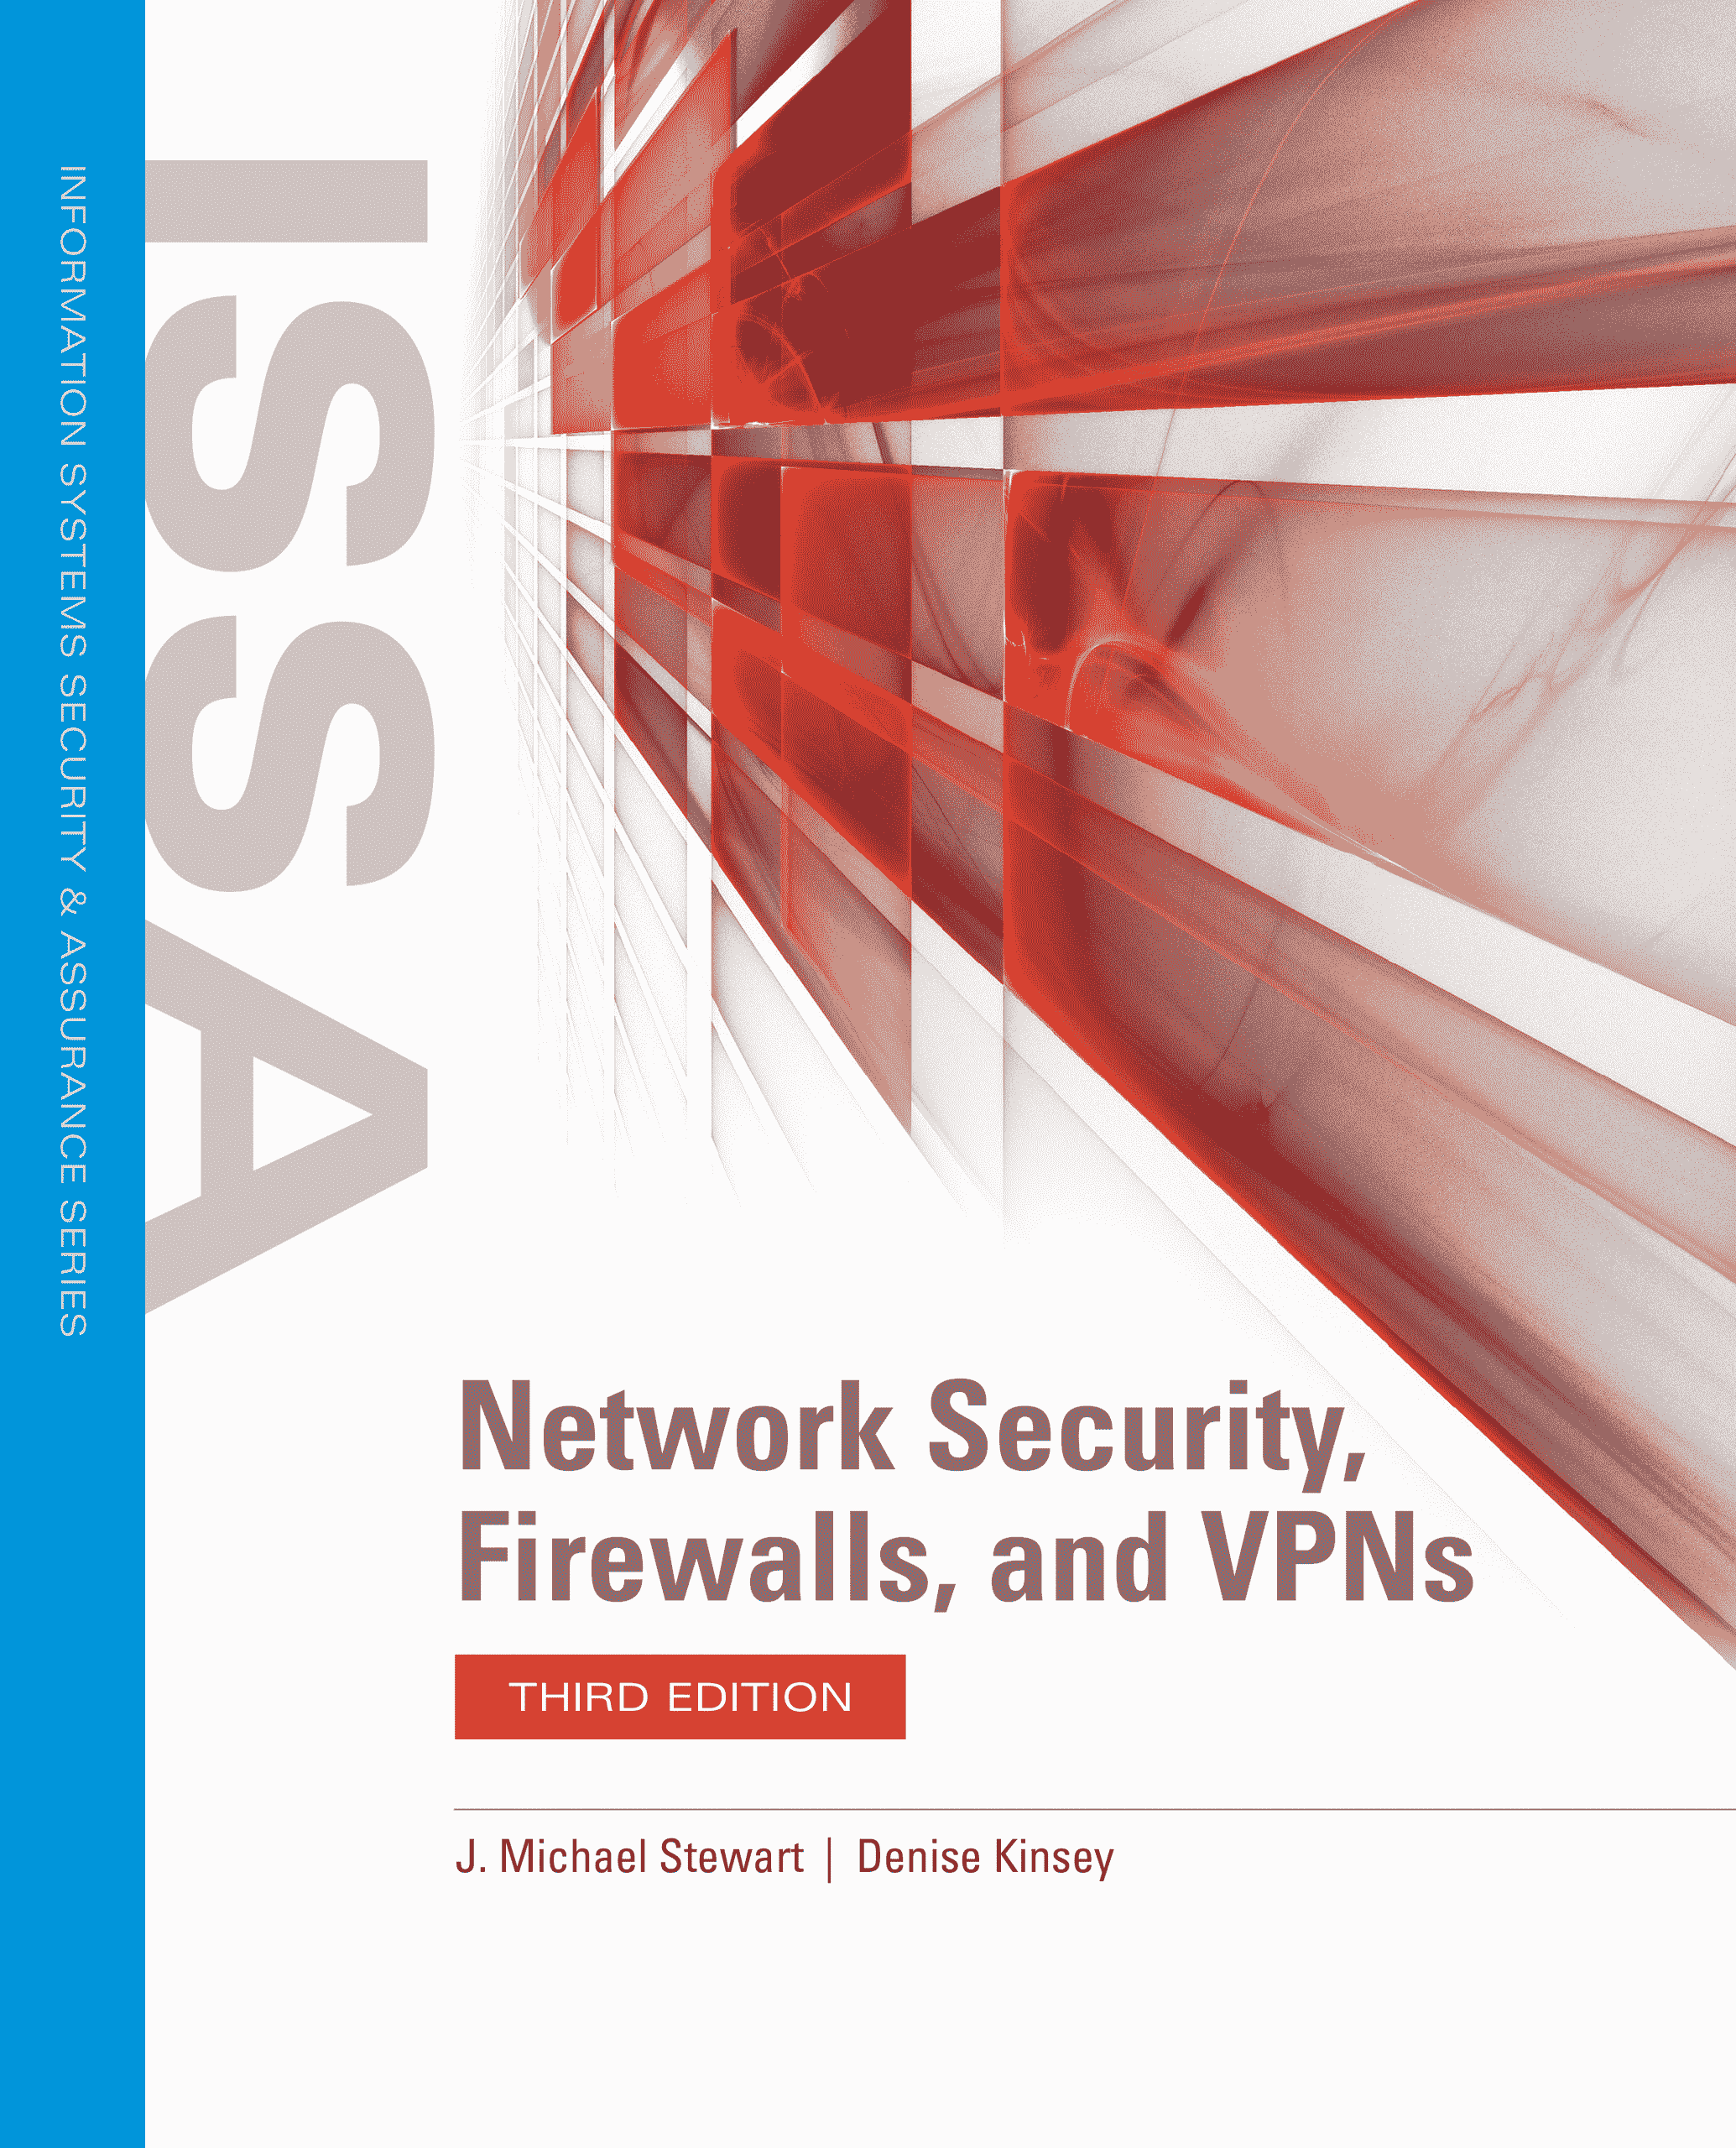 INFORMATION SYSTEMS SECURITY & ASSURANCE SERIES
ISSA
Network Security,
Firewalls, and VPNs
THIRD EDITION
J. Michael Stewart | Denise Kinsey